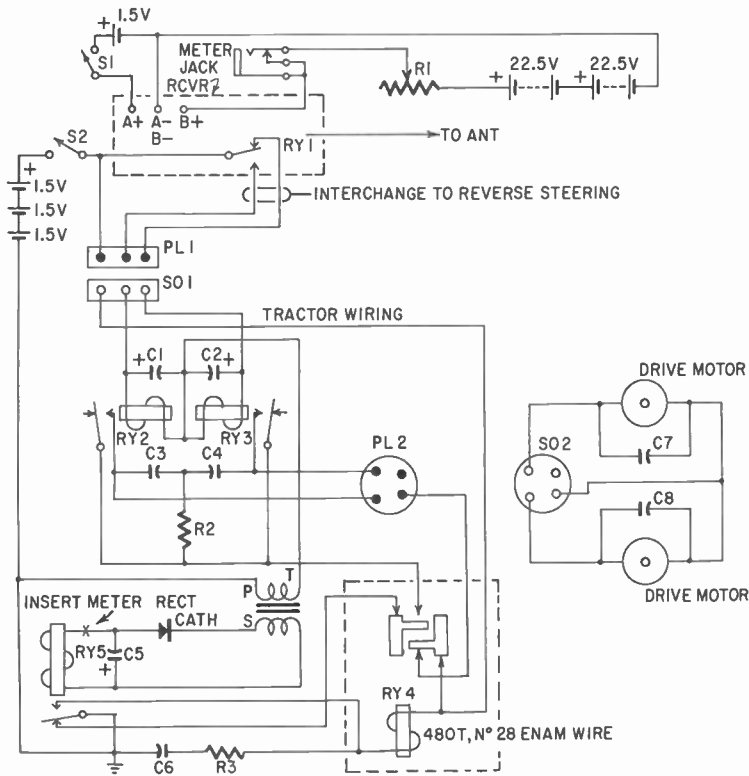 + 1.5V
S1
METER
JACK
RCVR7
R1
+ 22.5V
+ 22.5V
A+
A-
B-
B+
S2
RY1
TO ANT
+
1.5V
1.5V
1.5V
INTERCHANGE TO REVERSE STEERING
PL1
SO1
TRACTOR WIRING
+ C1
C2 +
RY2
RY3
C3
C4
PL2
R2
DRIVE MOTOR
SO2
C7
C8
DRIVE MOTOR
P
T
S
INSERT METER
RECT
CATH
RY5
C5
+
RY4
480T, Nº 28 ENAM WIRE
C6
R3